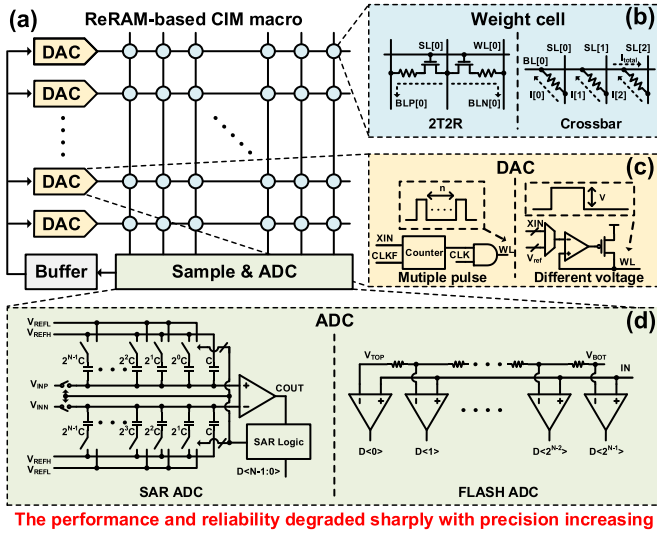 (a)
ReRAM-based CIM macro
DAC
DAC
DAC
DAC
Buffer
Sample & ADC
Weight cell
(b)
SL[0]
WL[0]
BLP[0]
BLN[0]
2T2R
SL[0]
SL[1]
SL[2]
BL[0]
Itotal
I[0]
I[1]
I[2]
Crossbar
DAC
(c)
n
XIN
CLKF
Counter
CLK
WL
Mutiple pulse
V
XIN
Vref
WL
Different voltage
ADC
(d)
VREFL
VREFH
2N-1C
22C
21C
20C
C
VINP
VINN
2N-1C
23C
22C
21C
C
VREFH
VREFL
+
−
COUT
SAR Logic
D<N-1:0>
SAR ADC
VTOP
VBOT
IN
- +
- +
- +
- +
D<0>
D<1>
D<2N-2>
D<2N-1>
FLASH ADC
The performance and reliability degraded sharply with precision increasing